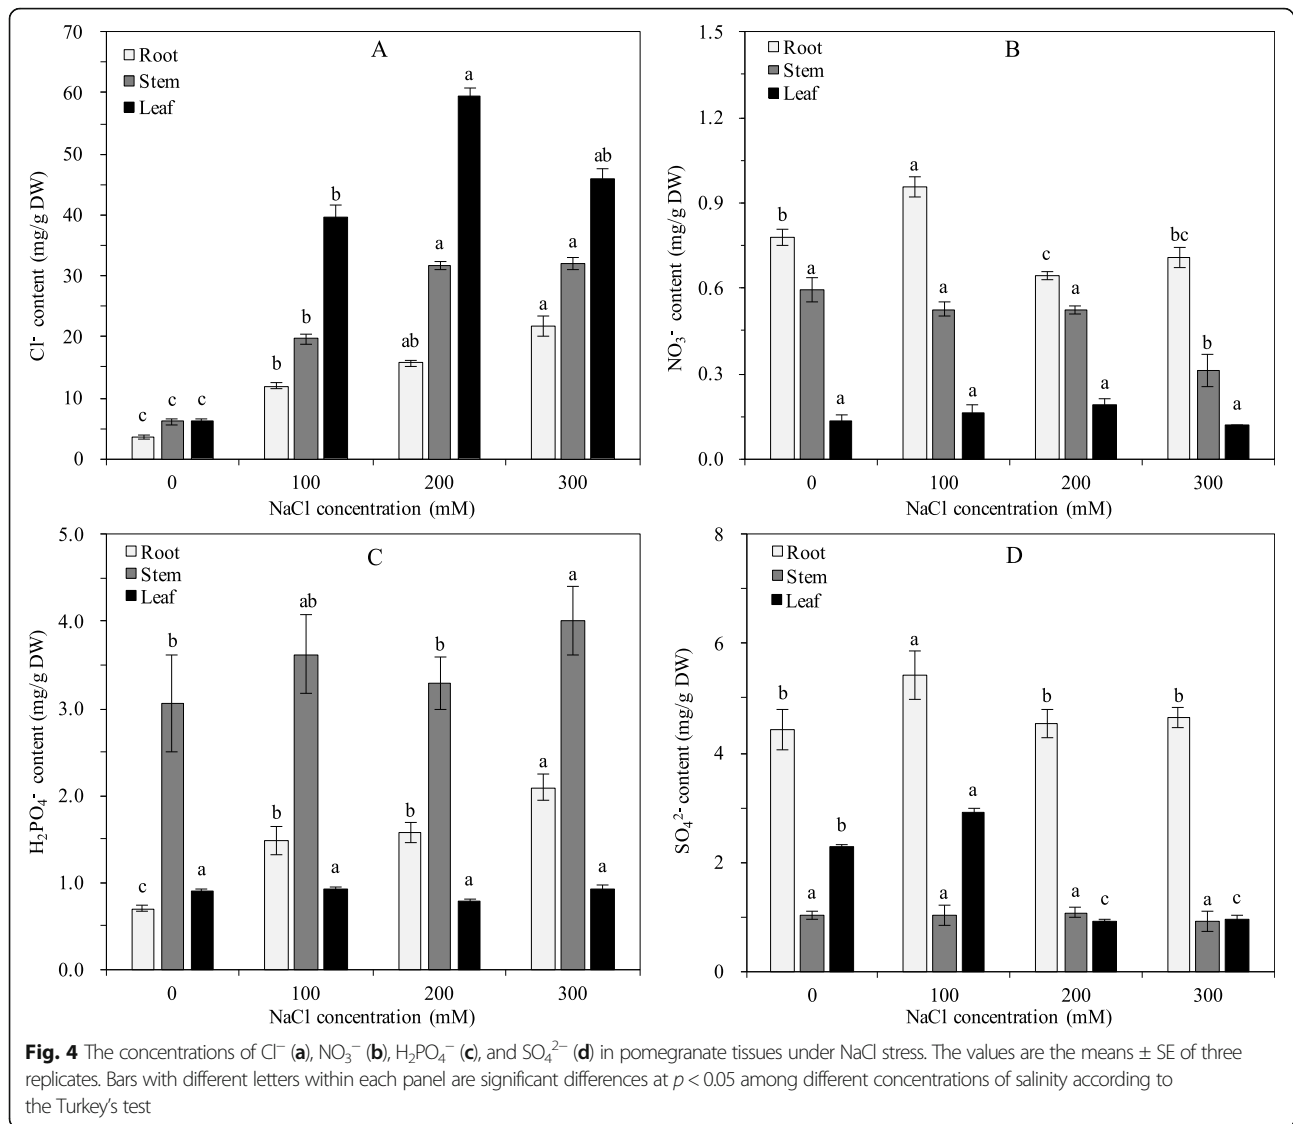 A
Root
Stem
Leaf
70
60
50
40
30
20
10
0
Cl⁻ content (mg/g DW)
c c c
b b b
ab a a
a a ab
0 100 200 300
NaCl concentration (mM)
B
Root
Stem
Leaf
1.5
1.2
0.9
0.6
0.3
0.0
NO₃⁻ content (mg/g DW)
b a a
a a a
c a a
bc b a
0 100 200 300
NaCl concentration (mM)
C
Root
Stem
Leaf
5.0
4.0
3.0
2.0
1.0
0.0
H₂PO₄⁻ content (mg/g DW)
c b a
b ab a
b b a
a a a
0 100 200 300
NaCl concentration (mM)
D
Root
Stem
Leaf
8
6
4
2
0
SO₄²⁻ content (mg/g DW)
b a b
a a a
b a c
b a c
0 100 200 300
NaCl concentration (mM)
Fig. 4 The concentrations of Cl⁻ (a), NO₃⁻ (b), H₂PO₄⁻ (c), and SO₄²⁻ (d) in pomegranate tissues under NaCl stress. The values are the means ± SE of three
replicates. Bars with different letters within each panel are significant differences at p < 0.05 among different concentrations of salinity according to
the Turkey's test